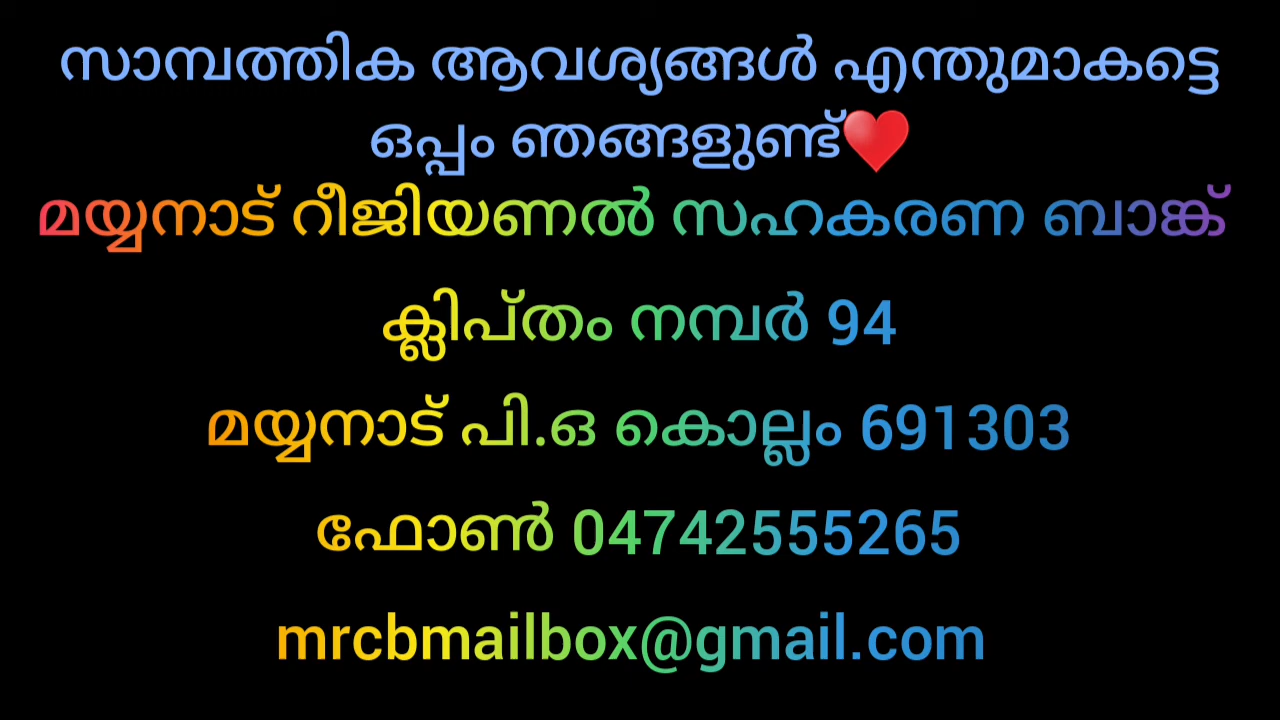 സാമ്പത്തിക ആവശ്യങ്ങൾ എന്തുമാകട്ടെ
ഒപ്പം ഞങ്ങളുണ്ട്❤️
മയ്യനാട് റീജിയണൽ സഹകരണ ബാങ്ക്
ക്ലിപ്തം നമ്പർ 94
മയ്യനാട് പി.ഒ കൊല്ലം 691303
ഫോൺ 04742555265
mrcbmailbox@gmail.com